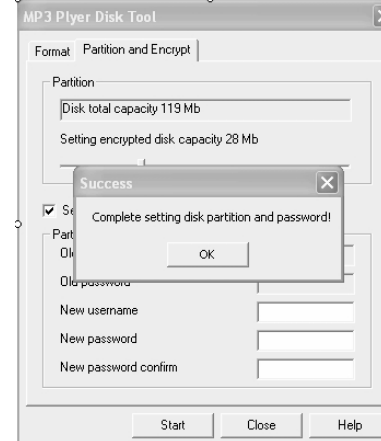 MP3 Plyer Disk Tool
Format Partition and Encrypt
Partition
Disk total capacity 119 Mb
Setting encrypted disk capacity 28 Mb
Success
Complete setting disk partition and password!
OK
Old password
New username
New password
New password confirm
Start Close Help